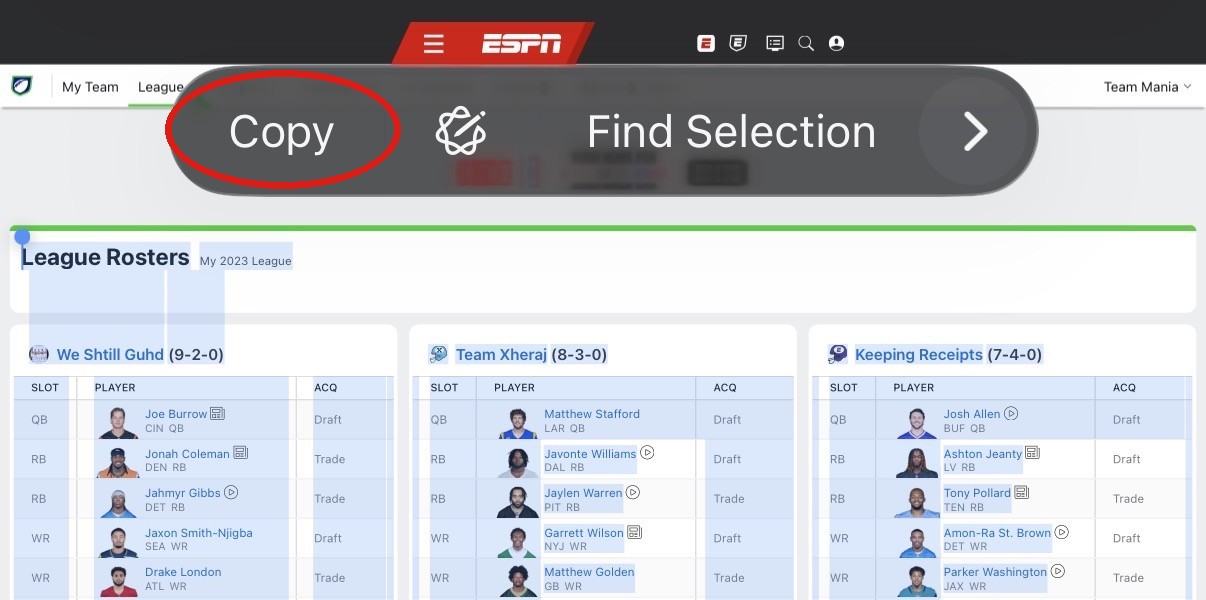 ESPN
My Team League Team Mania
Copy Find Selection
League Rosters My 2023 League
We Shtill Guhd (9-2-0)
SLOT PLAYER ACQ
QB Joe Burrow Draft
CIN QB
RB Jonah Coleman Trade
DEN RB
RB Jahmyr Gibbs Trade
DET RB
WR Jaxon Smith-Njigba Draft
SEA WR
WR Drake London Trade
ATL WR
Team Xheraj (8-3-0)
SLOT PLAYER ACQ
QB Matthew Stafford Draft
LAR QB
RB Javonte Williams Draft
DAL RB
RB Jaylen Warren Trade
PIT RB
WR Garrett Wilson Draft
NYJ WR
WR Matthew Golden Trade
GB WR
Keeping Receipts (7-4-0)
SLOT PLAYER ACQ
QB Josh Allen Draft
BUF QB
RB Ashton Jeanty Draft
LV RB
RB Tony Pollard Trade
TEN RB
WR Amon-Ra St. Brown Draft
DET WR
WR Parker Washington Trade
JAX WR